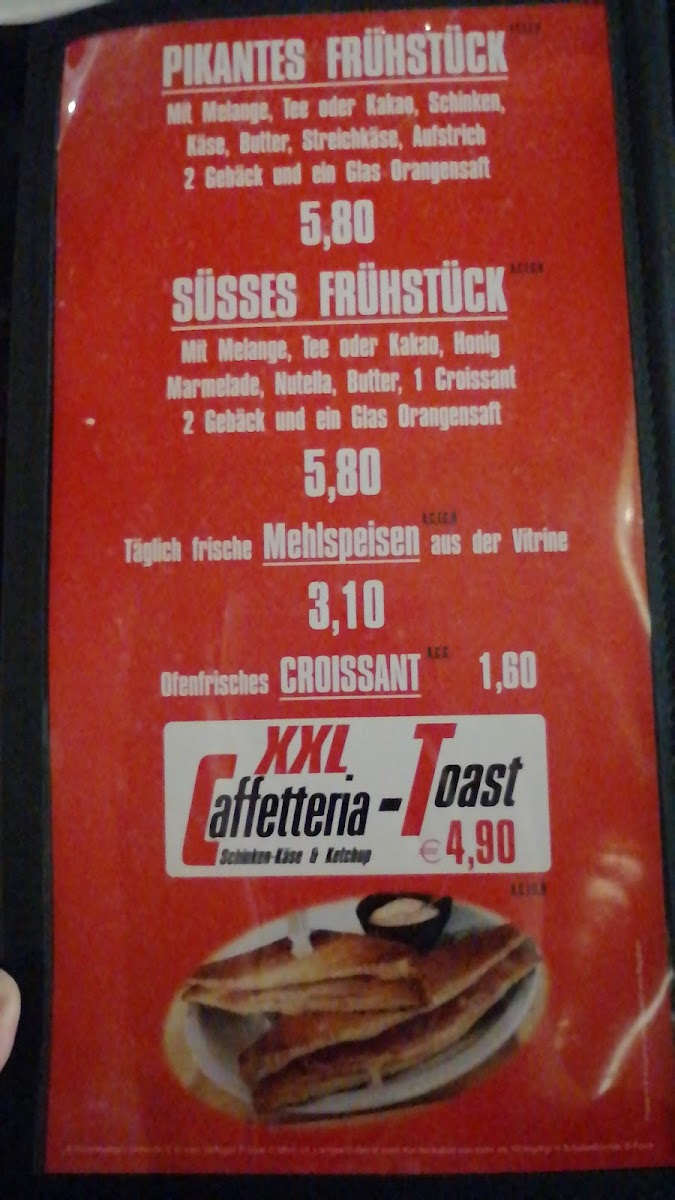 PIKANTES FRÜHSTÜCK
Mit Melange, Tee oder Kakao, Schinken,
Käse, Butter, Streichkäse, Aufstrich
2 Gebäck und ein Glas Orangensaft
5,80
SÜSSES FRÜHSTÜCK
Mit Melange, Tee oder Kakao, Honig
Marmelade, Nutella, Butter, 1 Croissant
2 Gebäck und ein Glas Orangensaft
5,80
Täglich frische Mehlspeisen aus der Vitrine
3,10
Ofenfrisches CROISSANT 1,60
XXL
Caffetteria-Toast
Schinken-Käse & Ketchup € 4,90